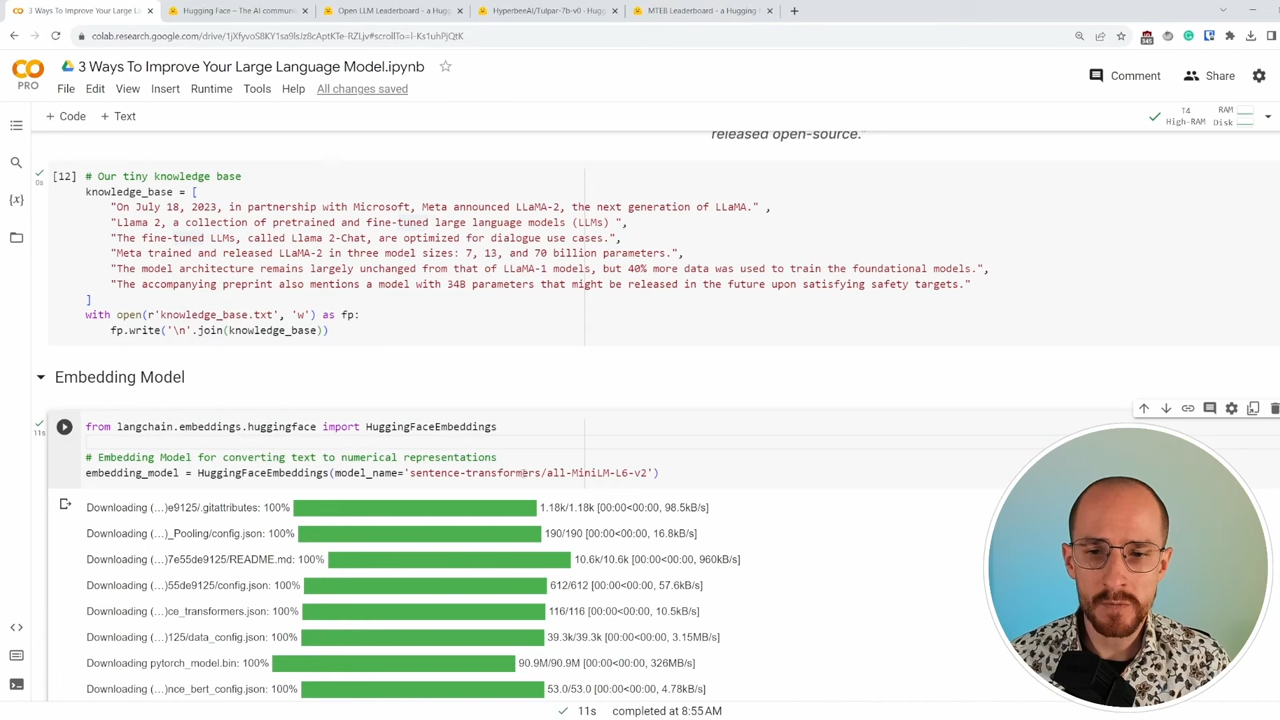 3 Ways To Improve Your Large L
Hugging Face – The AI communi
Open LLM Leaderboard - a Hugg
HyperbeeAI/Tulpar-7b-v0 · Hugg
MTEB Leaderboard - a Hugging F
colab.research.google.com/drive/1jXfyvoS8KY1sa9lsJz8cAptKTe-RZLjv#scrollTo=l-Ks1uhPjQtK
CO
PRO
3 Ways To Improve Your Large Language Model.ipynb
File Edit View Insert Runtime Tools Help All changes saved
Comment Share
+ Code + Text
T4
High-RAM
RAM
Disk
released open-source."
[12] # Our tiny knowledge base
0s
knowledge_base = [
"On July 18, 2023, in partnership with Microsoft, Meta announced LLaMA-2, the next generation of LLaMA." ,
"Llama 2, a collection of pretrained and fine-tuned large language models (LLMs) ",
"The fine-tuned LLMs, called Llama 2-Chat, are optimized for dialogue use cases.",
"Meta trained and released LLaMA-2 in three model sizes: 7, 13, and 70 billion parameters.",
"The model architecture remains largely unchanged from that of LLaMA-1 models, but 40% more data was used to train the foundational models.",
"The accompanying preprint also mentions a model with 34B parameters that might be released in the future upon satisfying safety targets."
]
with open(r'knowledge_base.txt', 'w') as fp:
fp.write('\n'.join(knowledge_base))
Embedding Model
11s
from langchain.embeddings.huggingface import HuggingFaceEmbeddings
# Embedding Model for converting text to numerical representations
embedding_model = HuggingFaceEmbeddings(model_name='sentence-transformers/all-MiniLM-L6-v2')
Downloading (…)e9125/.gitattributes: 100% 1.18k/1.18k [00:00<00:00, 98.5kB/s]
Downloading (…)_Pooling/config.json: 100% 190/190 [00:00<00:00, 16.8kB/s]
Downloading (…)7e55de9125/README.md: 100% 10.6k/10.6k [00:00<00:00, 960kB/s]
Downloading (…)55de9125/config.json: 100% 612/612 [00:00<00:00, 57.6kB/s]
Downloading (…)ce_transformers.json: 100% 116/116 [00:00<00:00, 10.5kB/s]
Downloading (…)125/data_config.json: 100% 39.3k/39.3k [00:00<00:00, 3.15MB/s]
Downloading pytorch_model.bin: 100% 90.9M/90.9M [00:00<00:00, 326MB/s]
Downloading (…)nce_bert_config.json: 100% 53.0/53.0 [00:00<00:00, 4.78kB/s]
11s completed at 8:55 AM